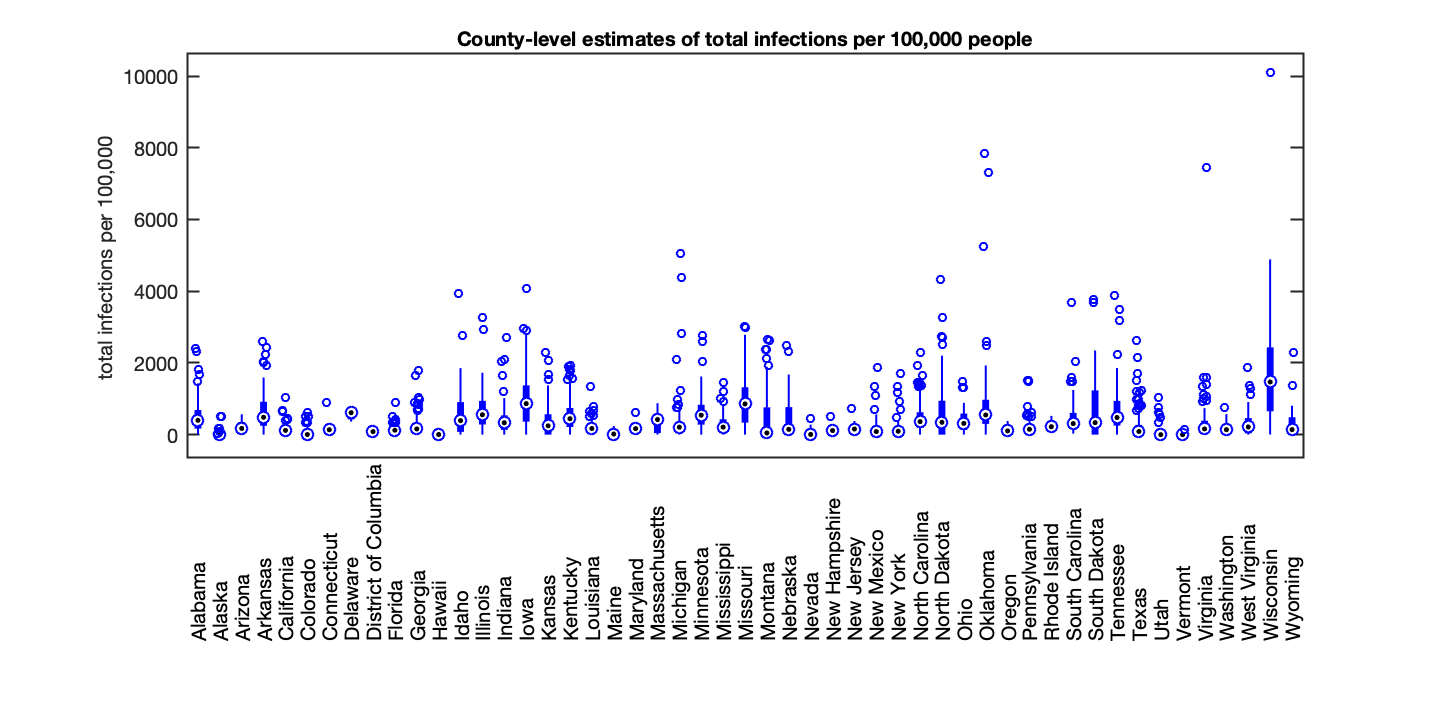 County-level estimates of total infections per 100,000 people
total infections per 100,000
10000
8000
6000
4000
2000
0
Alabama
Alaska
Arizona
Arkansas
California
Colorado
Connecticut
Delaware
District of Columbia
Florida
Georgia
Hawaii
Idaho
Illinois
Indiana
Iowa
Kansas
Kentucky
Louisiana
Maine
Maryland
Massachusetts
Michigan
Minnesota
Mississippi
Missouri
Montana
Nebraska
Nevada
New Hampshire
New Jersey
New Mexico
New York
North Carolina
North Dakota
Ohio
Oklahoma
Oregon
Pennsylvania
Rhode Island
South Carolina
South Dakota
Tennessee
Texas
Utah
Vermont
Virginia
Washington
West Virginia
Wisconsin
Wyoming